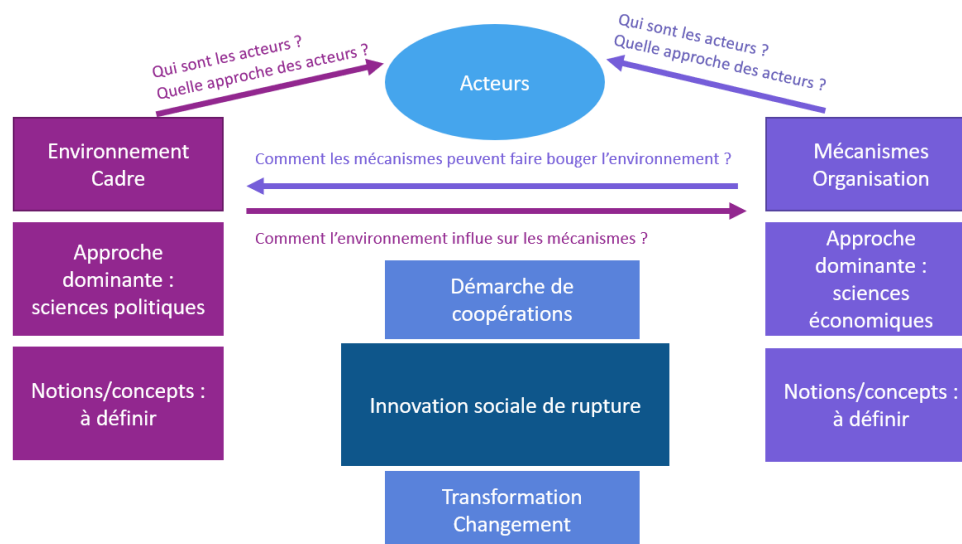 Qui sont les acteurs ?
Quelle approche des acteurs ?
Acteurs
Qui sont les acteurs ?
Quelle approche des acteurs ?
Environnement
Cadre
Comment les mécanismes peuvent faire bouger l’environnement ?
Mécanismes
Organisation
Comment l’environnement influe sur les mécanismes ?
Approche
dominante :
sciences politiques
Démarche de
coopérations
Approche
dominante :
sciences
économiques
Notions/concepts :
à définir
Innovation sociale de rupture
Notions/concepts :
à définir
Transformation
Changement